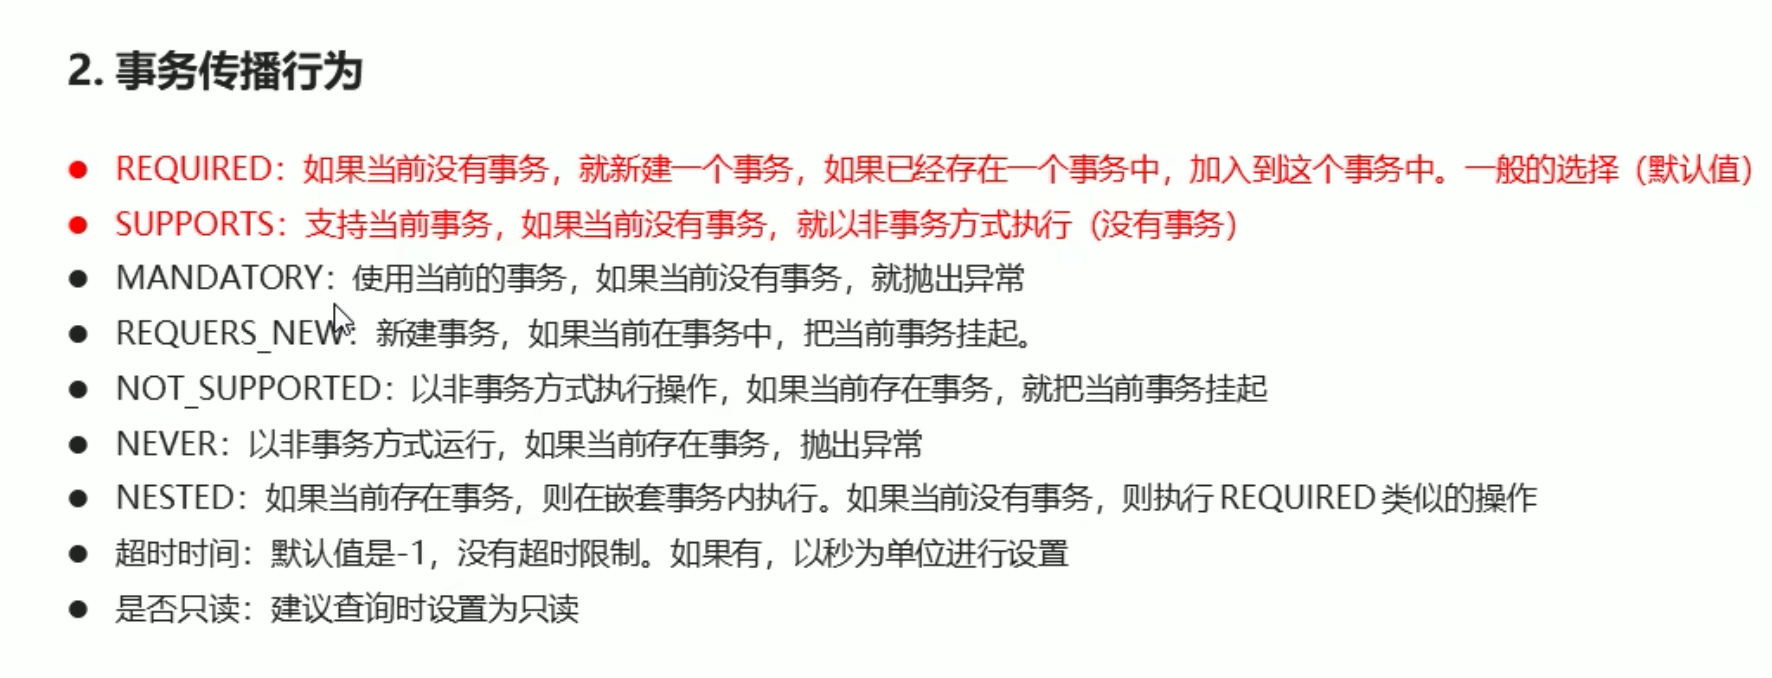 2. 事务传播行为
● REQUIRED：如果当前没有事务，就新建一个事务，如果已经存在一个事务中，加入到这个事务中。一般的选择（默认值）
● SUPPORTS：支持当前事务，如果当前没有事务，就以非事务方式执行（没有事务）
● MANDATORY：使用当前的事务，如果当前没有事务，就抛出异常
● REQUERS_NEW：新建事务，如果当前在事务中，把当前事务挂起。
● NOT_SUPPORTED：以非事务方式执行操作，如果当前存在事务，就把当前事务挂起
● NEVER：以非事务方式运行，如果当前存在事务，抛出异常
● NESTED：如果当前存在事务，则在嵌套事务内执行。如果当前没有事务，则执行 REQUIRED 类似的操作
● 超时时间：默认值是-1，没有超时限制。如果有，以秒为单位进行设置
● 是否只读：建议查询时设置为只读